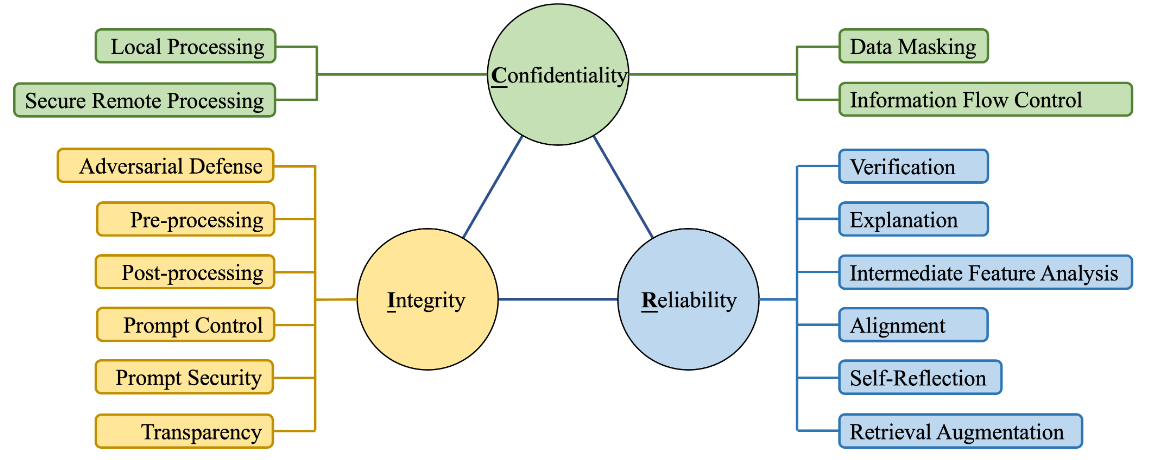 Local Processing
Secure Remote Processing
Confidentiality
Data Masking
Information Flow Control
Adversarial Defense
Pre-processing
Post-processing
Prompt Control
Prompt Security
Transparency
Integrity
Reliability
Verification
Explanation
Intermediate Feature Analysis
Alignment
Self-Reflection
Retrieval Augmentation